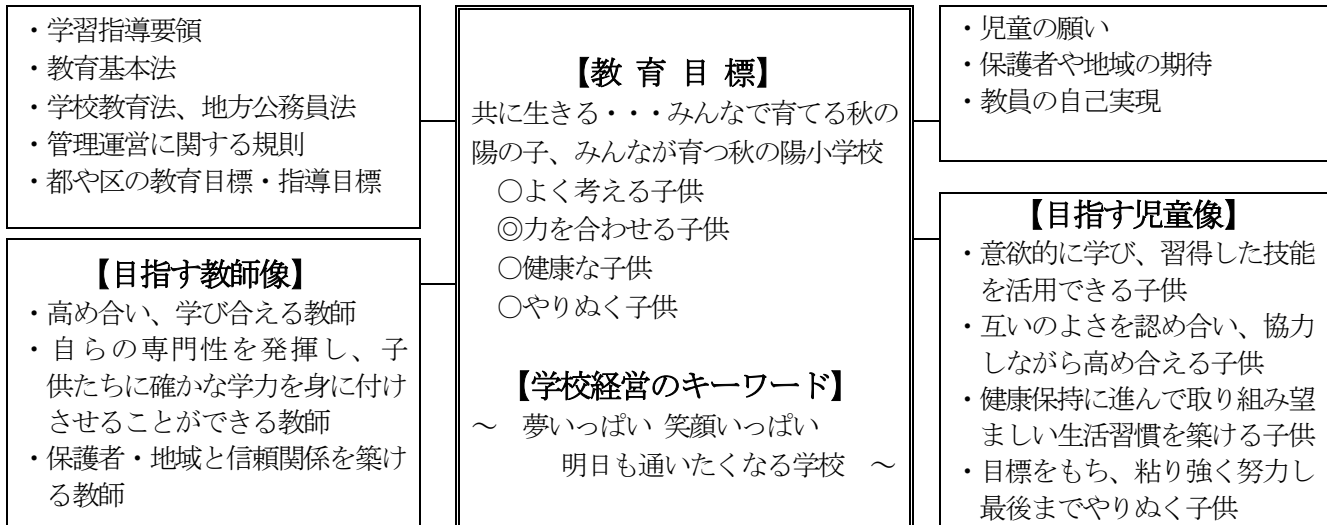 ・学習指導要領
・教育基本法
・学校教育法、地方公務員法
・管理運営に関する規則
・都や区の教育目標・指導目標
【目指す教師像】
・高め合い、学び合える教師
・自らの専門性を発揮し、子
供たちに確かな学力を身に付け
させることができる教師
・保護者・地域と信頼関係を築け
る教師
【教 育 目 標】
共に生きる・・・みんなで育てる秋の
陽の子、みんなが育つ秋の陽小学校
○よく考える子供
◎力を合わせる子供
○健康な子供
○やりぬく子供
【学校経営のキーワード】
～ 夢いっぱい 笑顔いっぱい
明日も通いたくなる学校 ～
・児童の願い
・保護者や地域の期待
・教員の自己実現
【目指す児童像】
・意欲的に学び、習得した技能
を活用できる子供
・互いのよさを認め合い、協力
しながら高め合える子供
・健康保持に進んで取り組み望
ましい生活習慣を築ける子供
・目標をもち、粘り強く努力し
最後までやりぬく子供